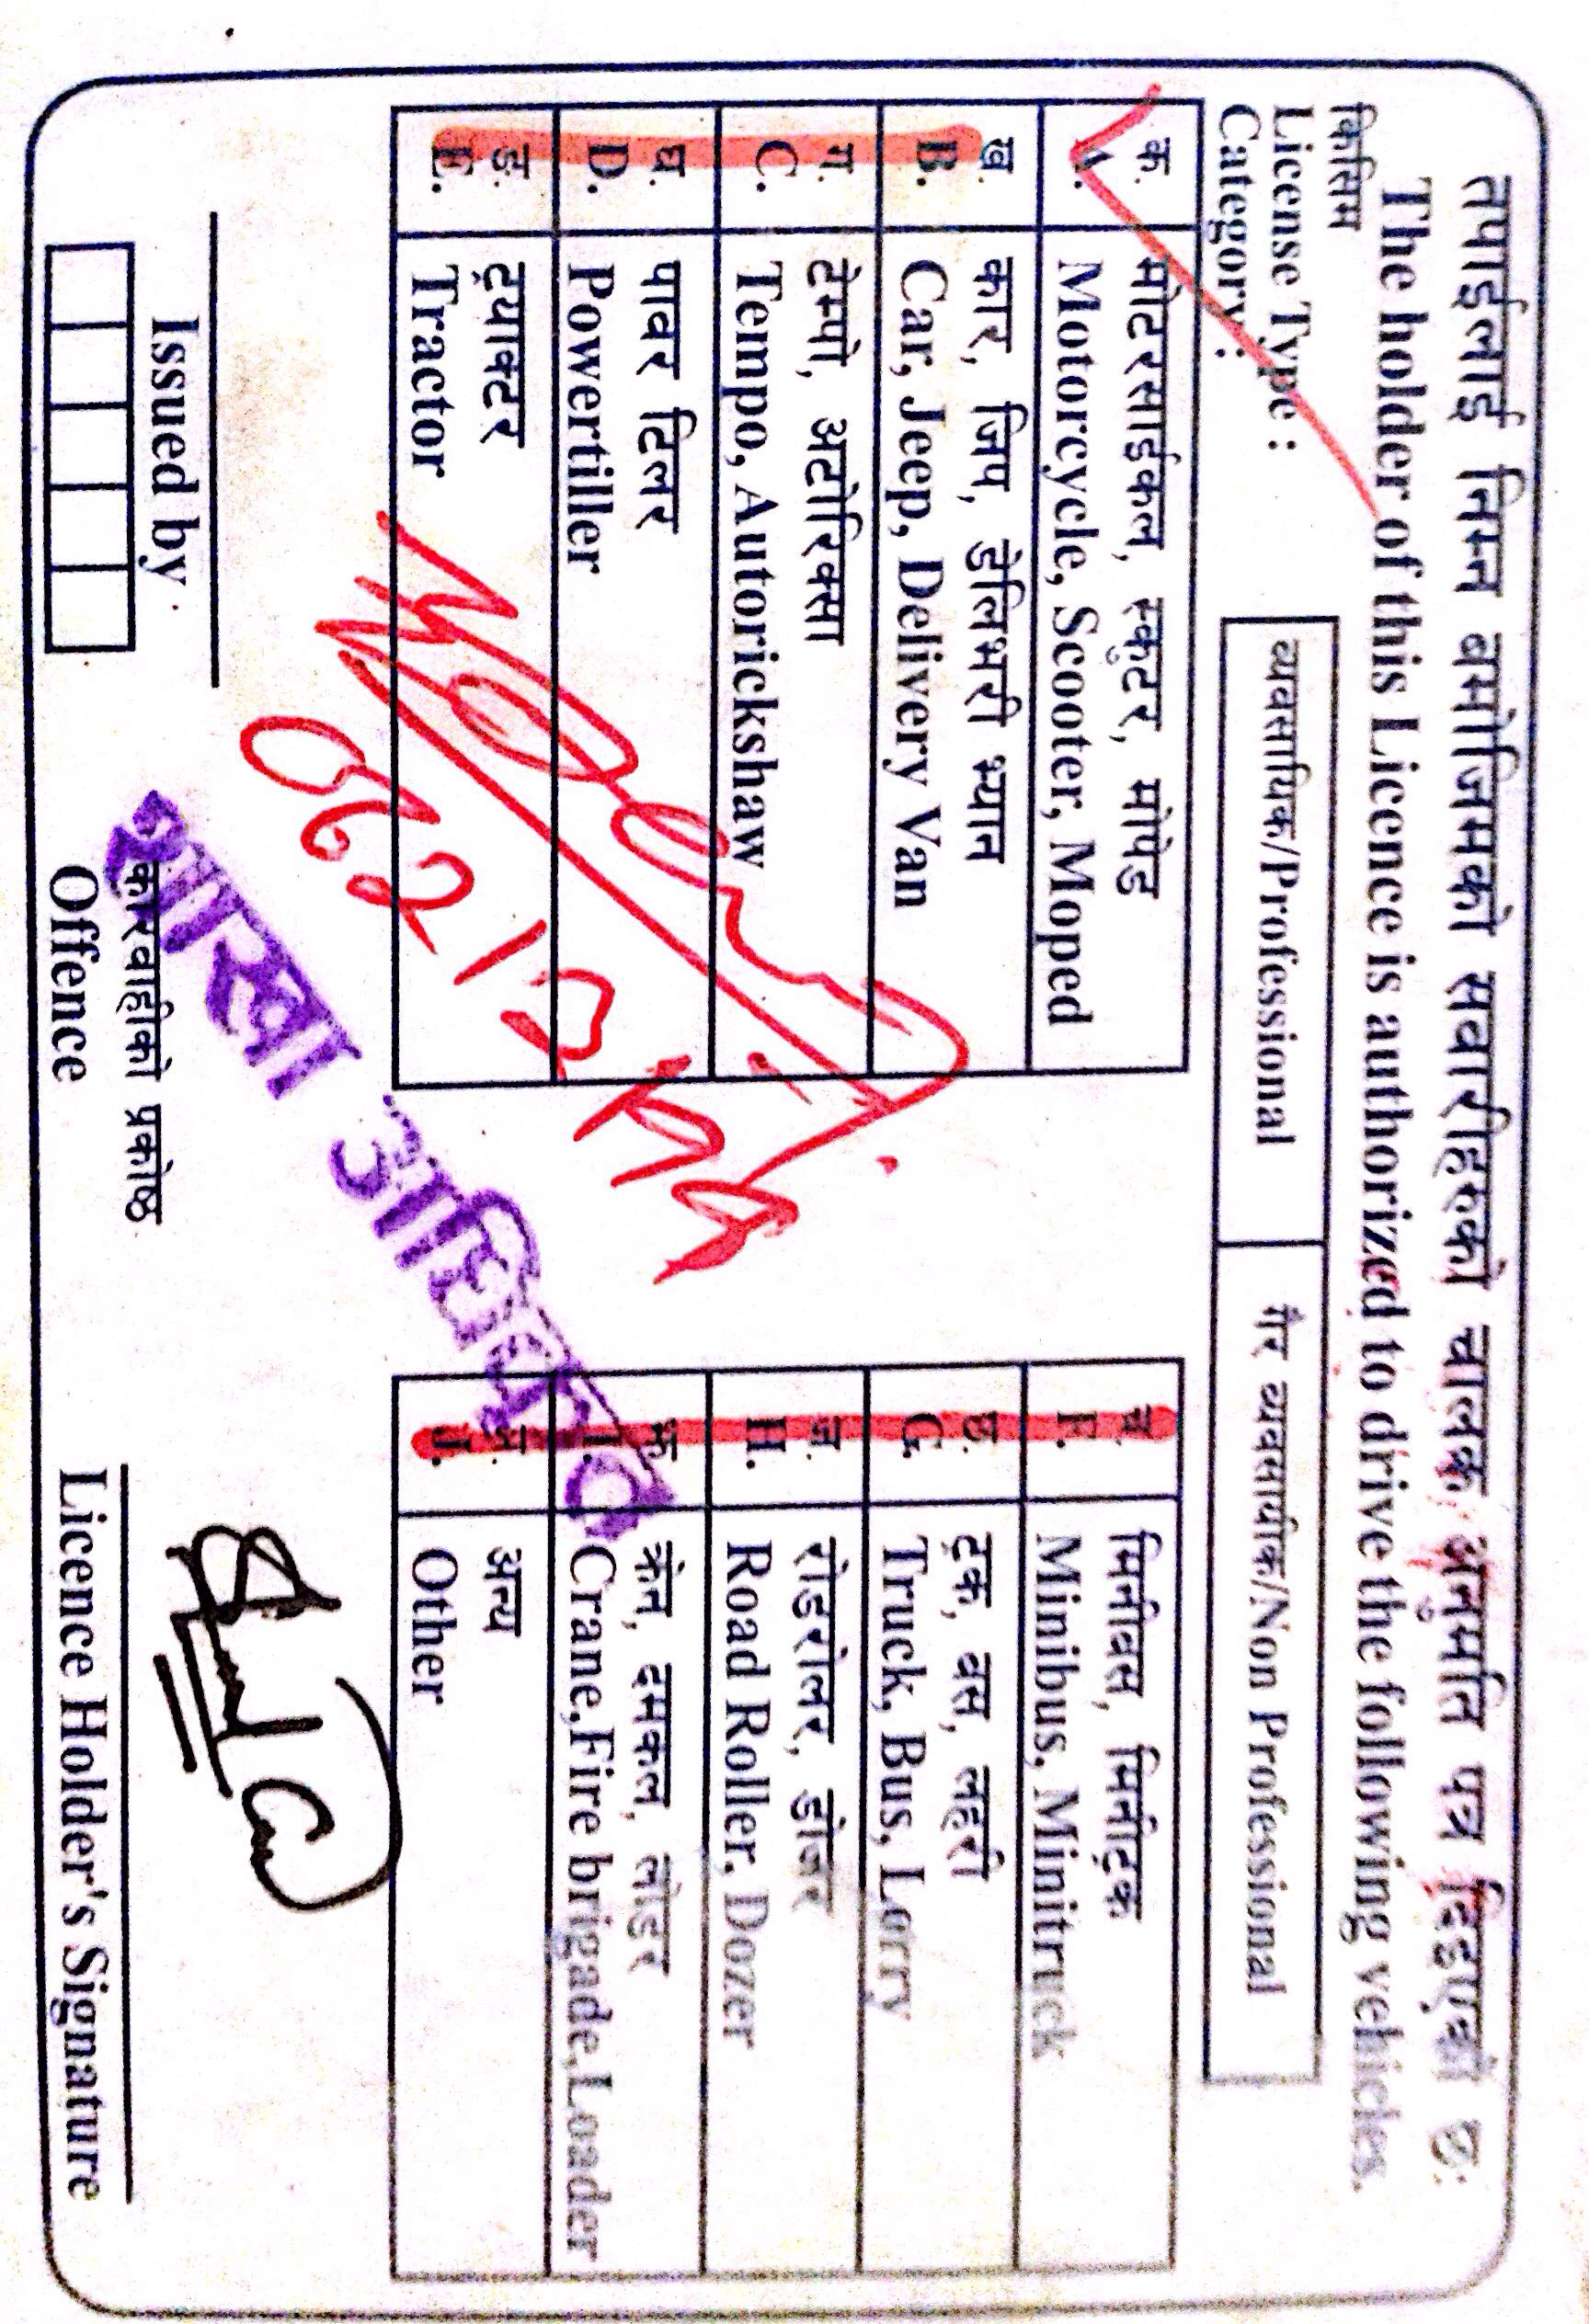 तपाईलाई निम्न बमोजिमको सवारीहरुको चालक अनुमति पत्र दिइएको छ:
The holder of this Licence is authorized to drive the following vehicles.
किसिम
License Type :
Category :
व्यवसायिक/Professional
गैर व्यवसायीक/Non Professional
क.
A.
मोटरसाईकल, स्कुटर, मोपेड
Motorcycle, Scooter, Moped
ख.
B.
कार, जिप, डेलिभरी भ्यान
Car, Jeep, Delivery Van
ग.
C.
टेम्पो, अटोरिक्सा
Tempo, Autorickshaw
घ.
D.
पावर टिलर
Powertiller
ङ.
E.
ट्रयाक्टर
Tractor
च.
F.
मिनीबस, मिनीट्रक
Minibus, Minitruck
छ.
G.
ट्रक, बस, लहरी
Truck, Bus, Lorry
ज.
H.
रोडरोलर, डोजर
Road Roller, Dozer
झ.
I.
क्रेन, दमकल, लोडर
Crane,Fire brigade,Loader
J.
अन्य
Other
शाखा अधिकृत
Issued by
कारवाहीको प्रकोष्ठ
Offence
Licence Holder's Signature